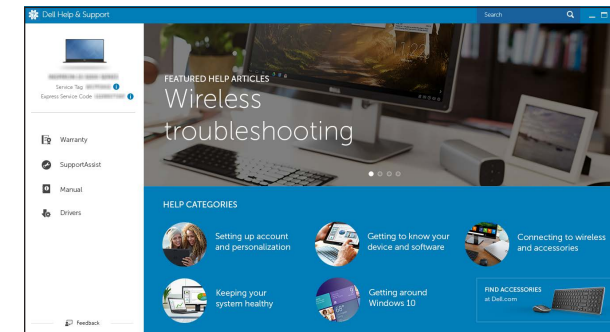 Dell Help & Support
Search
Service Tag:
Express Service Code:
Warranty
SupportAssist
Manual
Drivers
Feedback
FEATURED HELP ARTICLES
Wireless
troubleshooting
HELP CATEGORIES
Setting up account
and personalization
Getting to know your
device and software
Connecting to wireless
and accessories
Keeping your
system healthy
Getting around
Windows 10
FIND ACCESSORIES
at Dell.com